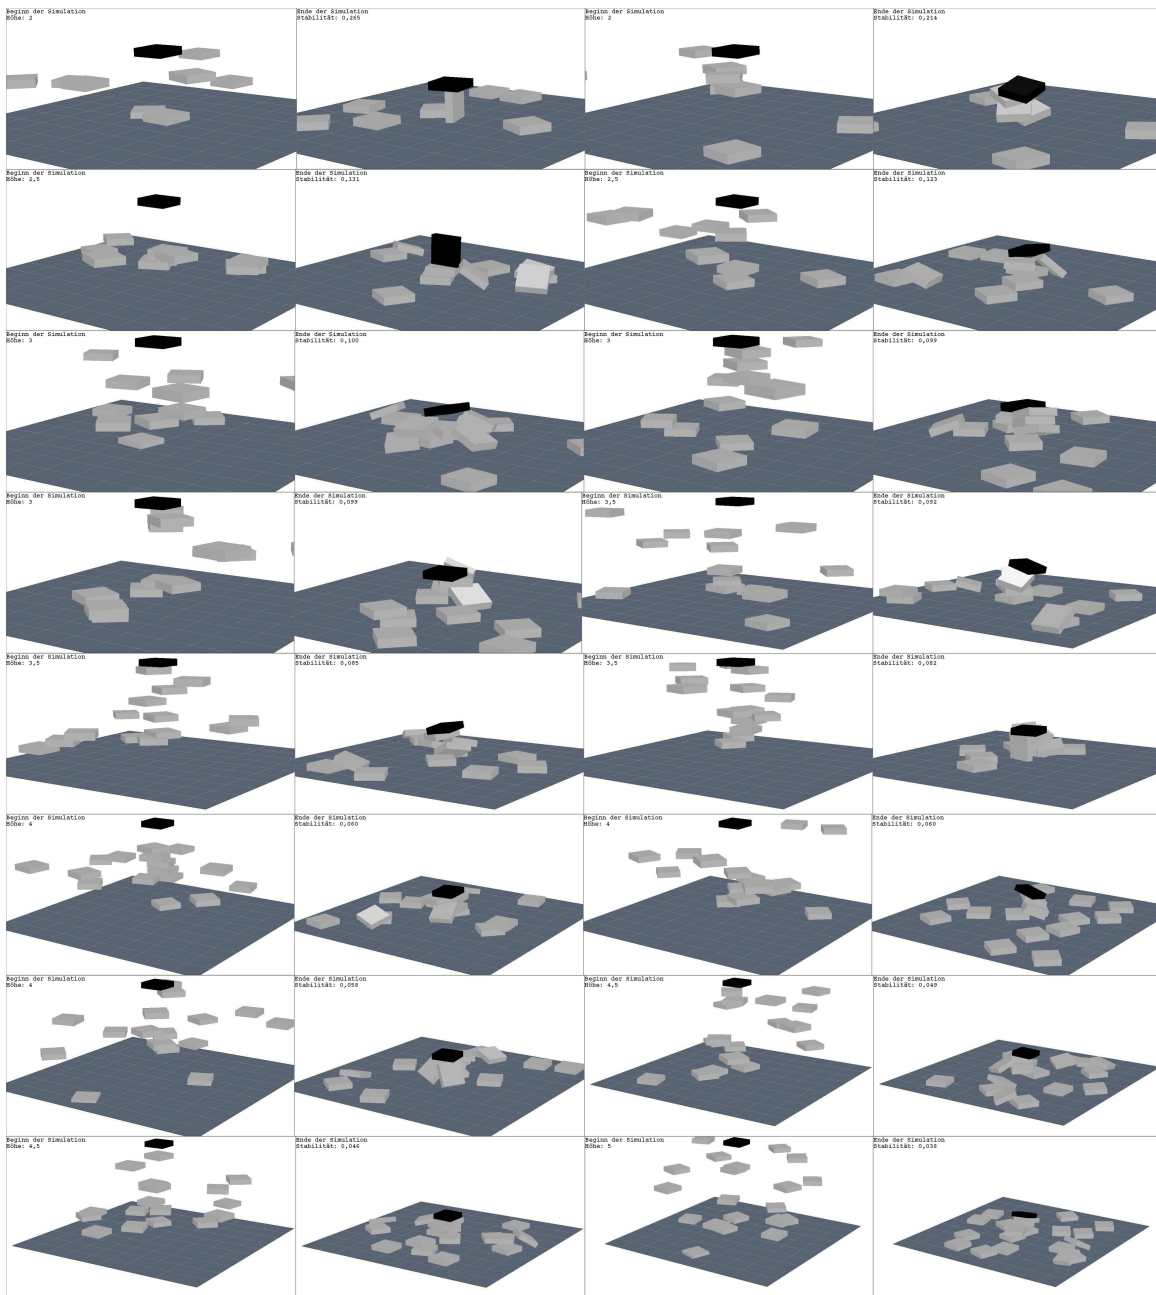 Beginn der Simulation
Höhe: 2
Ende der Simulation
Stabilität: 0,265
Beginn der Simulation
Höhe: 2
Ende der Simulation
Stabilität: 0,214
Beginn der Simulation
Höhe: 2,5
Ende der Simulation
Stabilität: 0,131
Beginn der Simulation
Höhe: 2,5
Ende der Simulation
Stabilität: 0,123
Beginn der Simulation
Höhe: 3
Ende der Simulation
Stabilität: 0,100
Beginn der Simulation
Höhe: 3
Ende der Simulation
Stabilität: 0,099
Beginn der Simulation
Höhe: 3
Ende der Simulation
Stabilität: 0,099
Beginn der Simulation
Höhe: 3,5
Ende der Simulation
Stabilität: 0,092
Beginn der Simulation
Höhe: 3,5
Ende der Simulation
Stabilität: 0,085
Beginn der Simulation
Höhe: 3,5
Ende der Simulation
Stabilität: 0,082
Beginn der Simulation
Höhe: 4
Ende der Simulation
Stabilität: 0,060
Beginn der Simulation
Höhe: 4
Ende der Simulation
Stabilität: 0,060
Beginn der Simulation
Höhe: 4
Ende der Simulation
Stabilität: 0,058
Beginn der Simulation
Höhe: 4,5
Ende der Simulation
Stabilität: 0,049
Beginn der Simulation
Höhe: 4,5
Ende der Simulation
Stabilität: 0,046
Beginn der Simulation
Höhe: 5
Ende der Simulation
Stabilität: 0,038